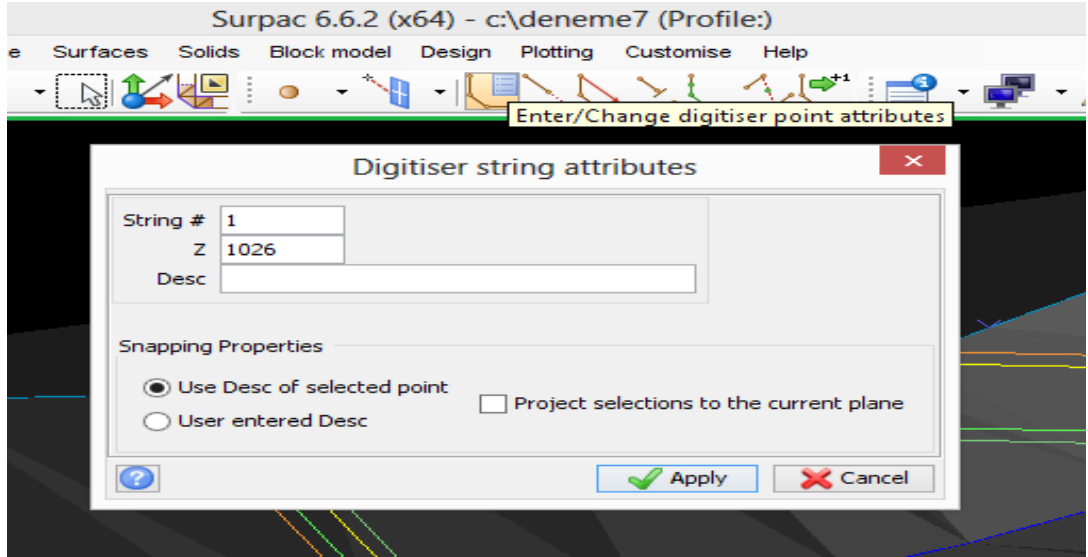 Surpac 6.6.2 (x64) - c:\deneme7 (Profile:)
e Surfaces Solids Block model Design Plotting Customise Help
+1
Enter/Change digitiser point attributes
Digitiser string attributes
String # 1
Z 1026
Desc
Snapping Properties
Use Desc of selected point
Project selections to the current plane
User entered Desc
? Apply Cancel